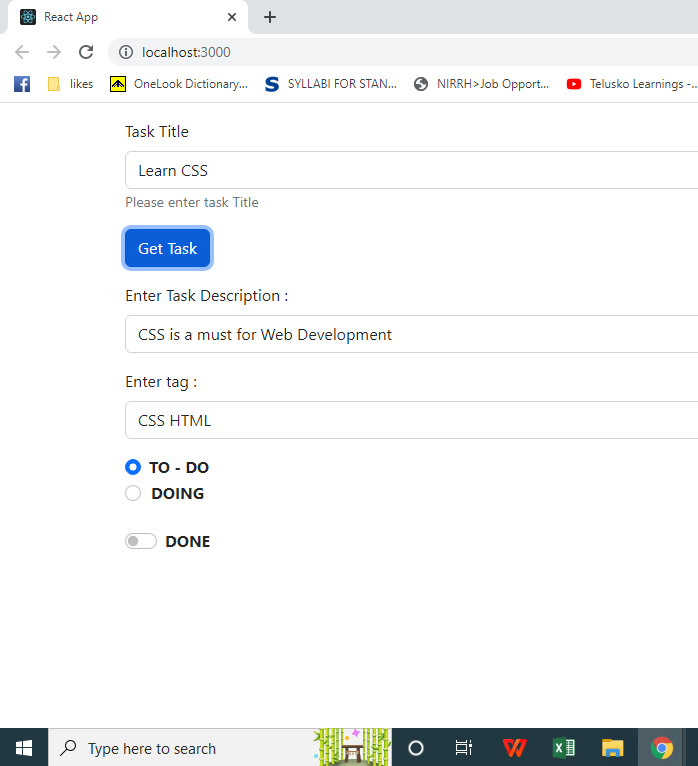 React App
localhost:3000
likes OneLook Dictionary... SYLLABI FOR STAN... NIRRH>Job Opport... Telusko Learnings -...
Task Title
Learn CSS
Please enter task Title
Get Task
Enter Task Description :
CSS is a must for Web Development
Enter tag :
CSS HTML
TO - DO
DOING
DONE
Type here to search